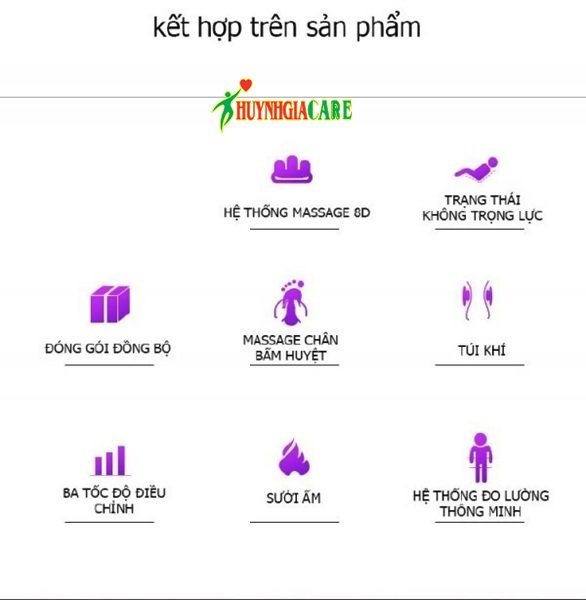 kết hợp trên sản phẩm
HUYNHGIACARE
HỆ THỐNG MASSAGE 8D
TRẠNG THÁI
KHÔNG TRỌNG LỰC
ĐÓNG GÓI ĐỒNG BỘ
MASSAGE CHÂN
BẤM HUYỆT
TÚI KHÍ
BA TỐC ĐỘ ĐIỀU
CHỈNH
SƯỞI ẤM
HỆ THỐNG ĐO LƯỜNG
THÔNG MINH